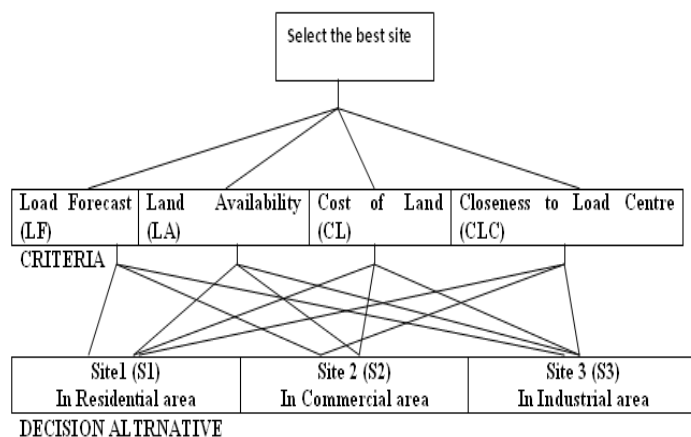 Select the best site
Load Forecast (LF)
Land Availability (LA)
Cost of Land (CL)
Closeness to Load Centre (CLC)
CRITERIA
Site1 (S1)
In Residential area
Site 2 (S2)
In Commercial area
Site 3 (S3)
In Industrial area
DECISION ALTRNATIVE